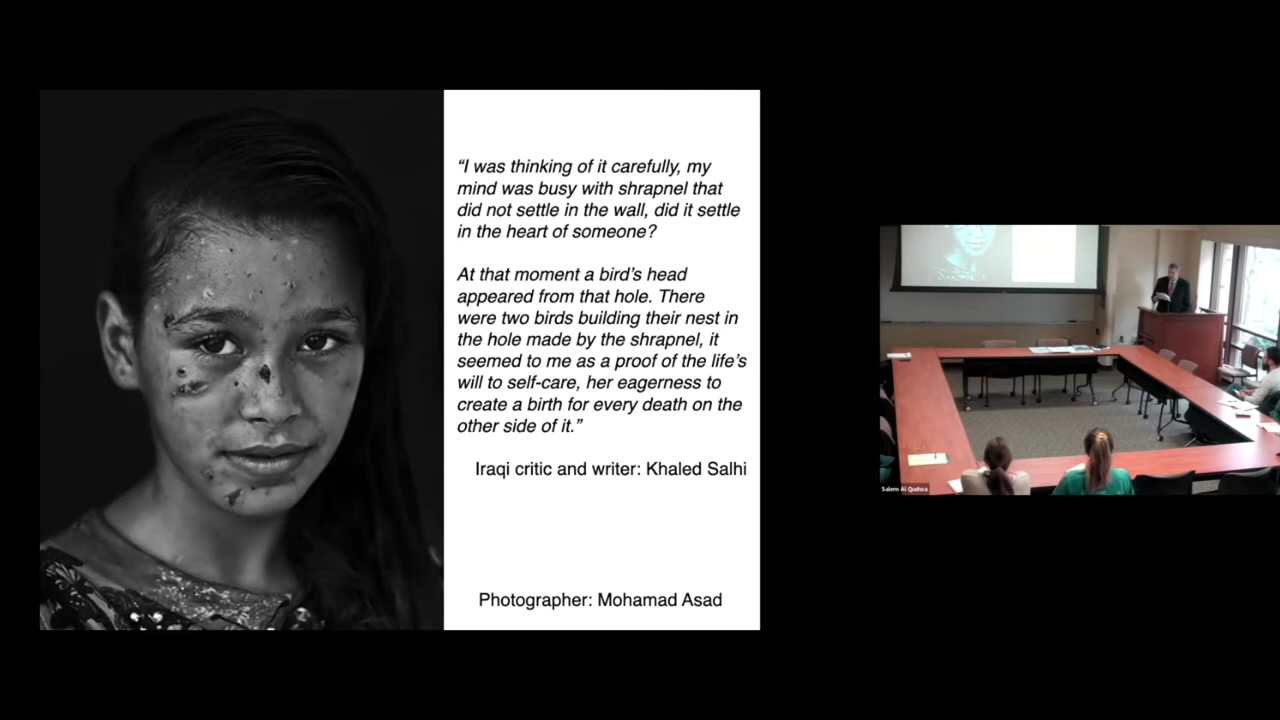 “I was thinking of it carefully, my
mind was busy with shrapnel that
did not settle in the wall, did it settle
in the heart of someone?
At that moment a bird’s head
appeared from that hole. There
were two birds building their nest in
the hole made by the shrapnel, it
seemed to me as a proof of the life’s
will to self-care, her eagerness to
create a birth for every death on the
other side of it.”
Iraqi critic and writer: Khaled Salhi
Photographer: Mohamad Asad
Salem Al Qudwa